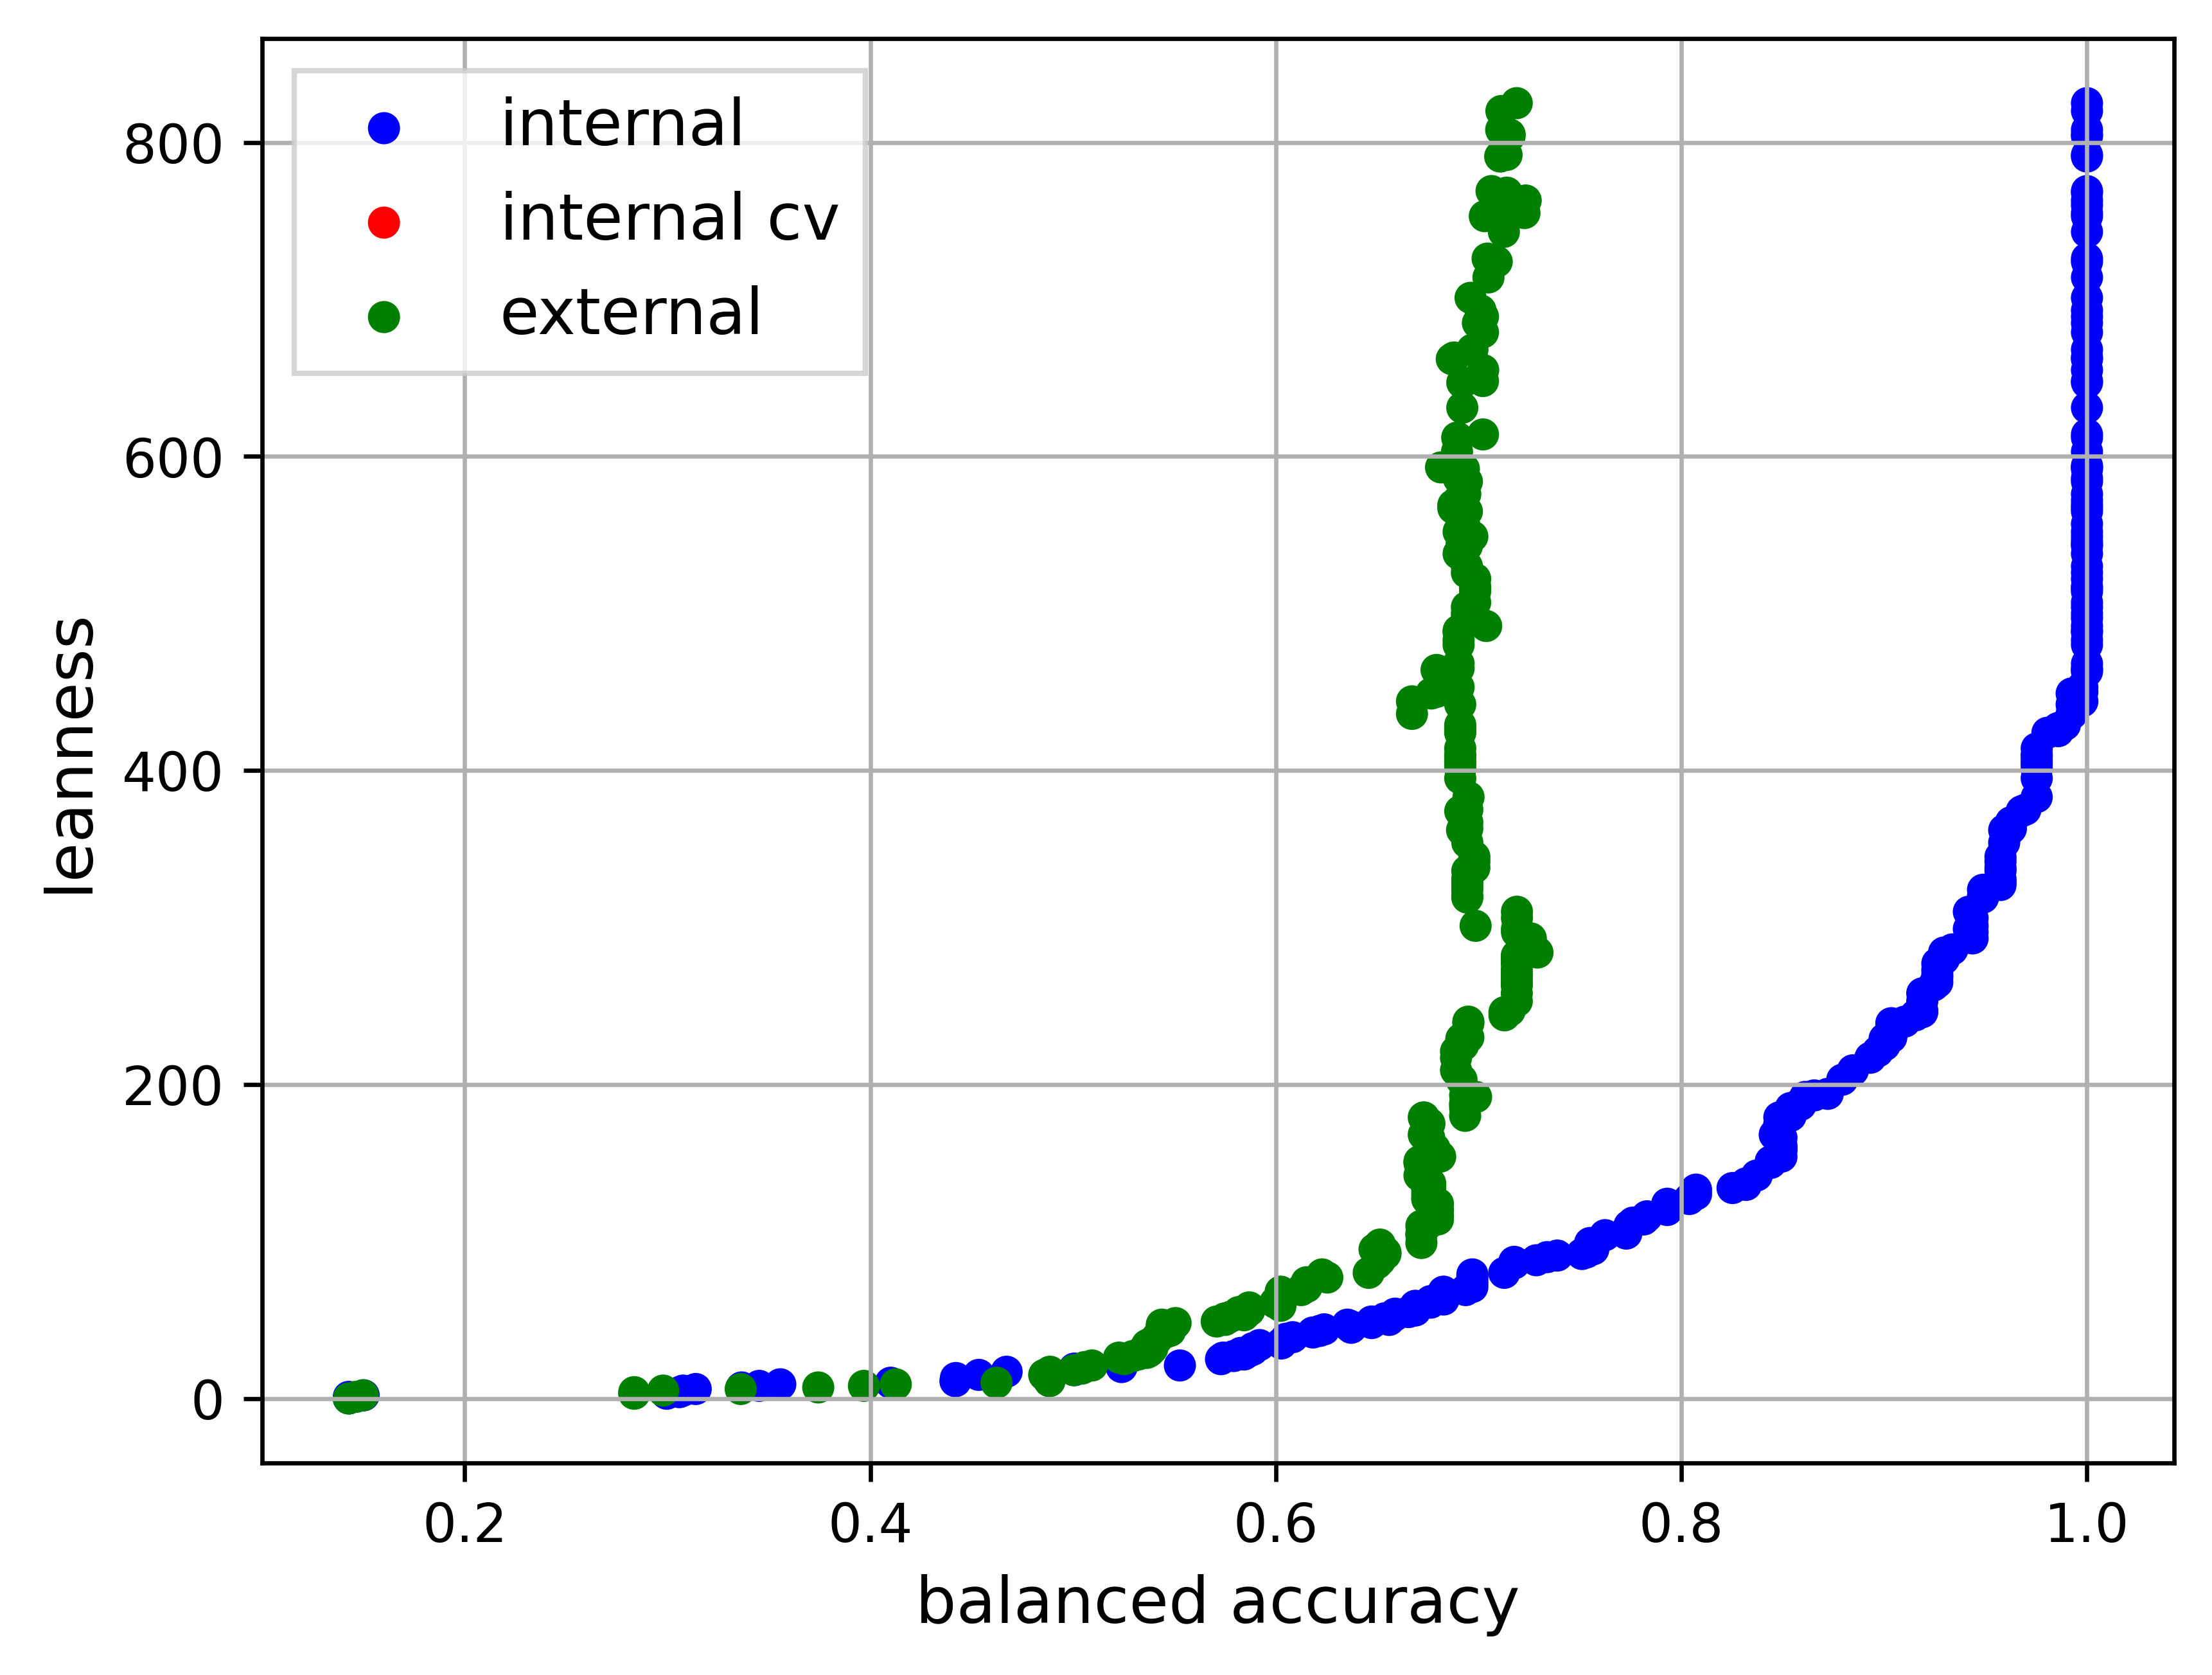 internal
internal cv
external
800
600
400
200
0
leanness
0.2 0.4 0.6 0.8 1.0
balanced accuracy